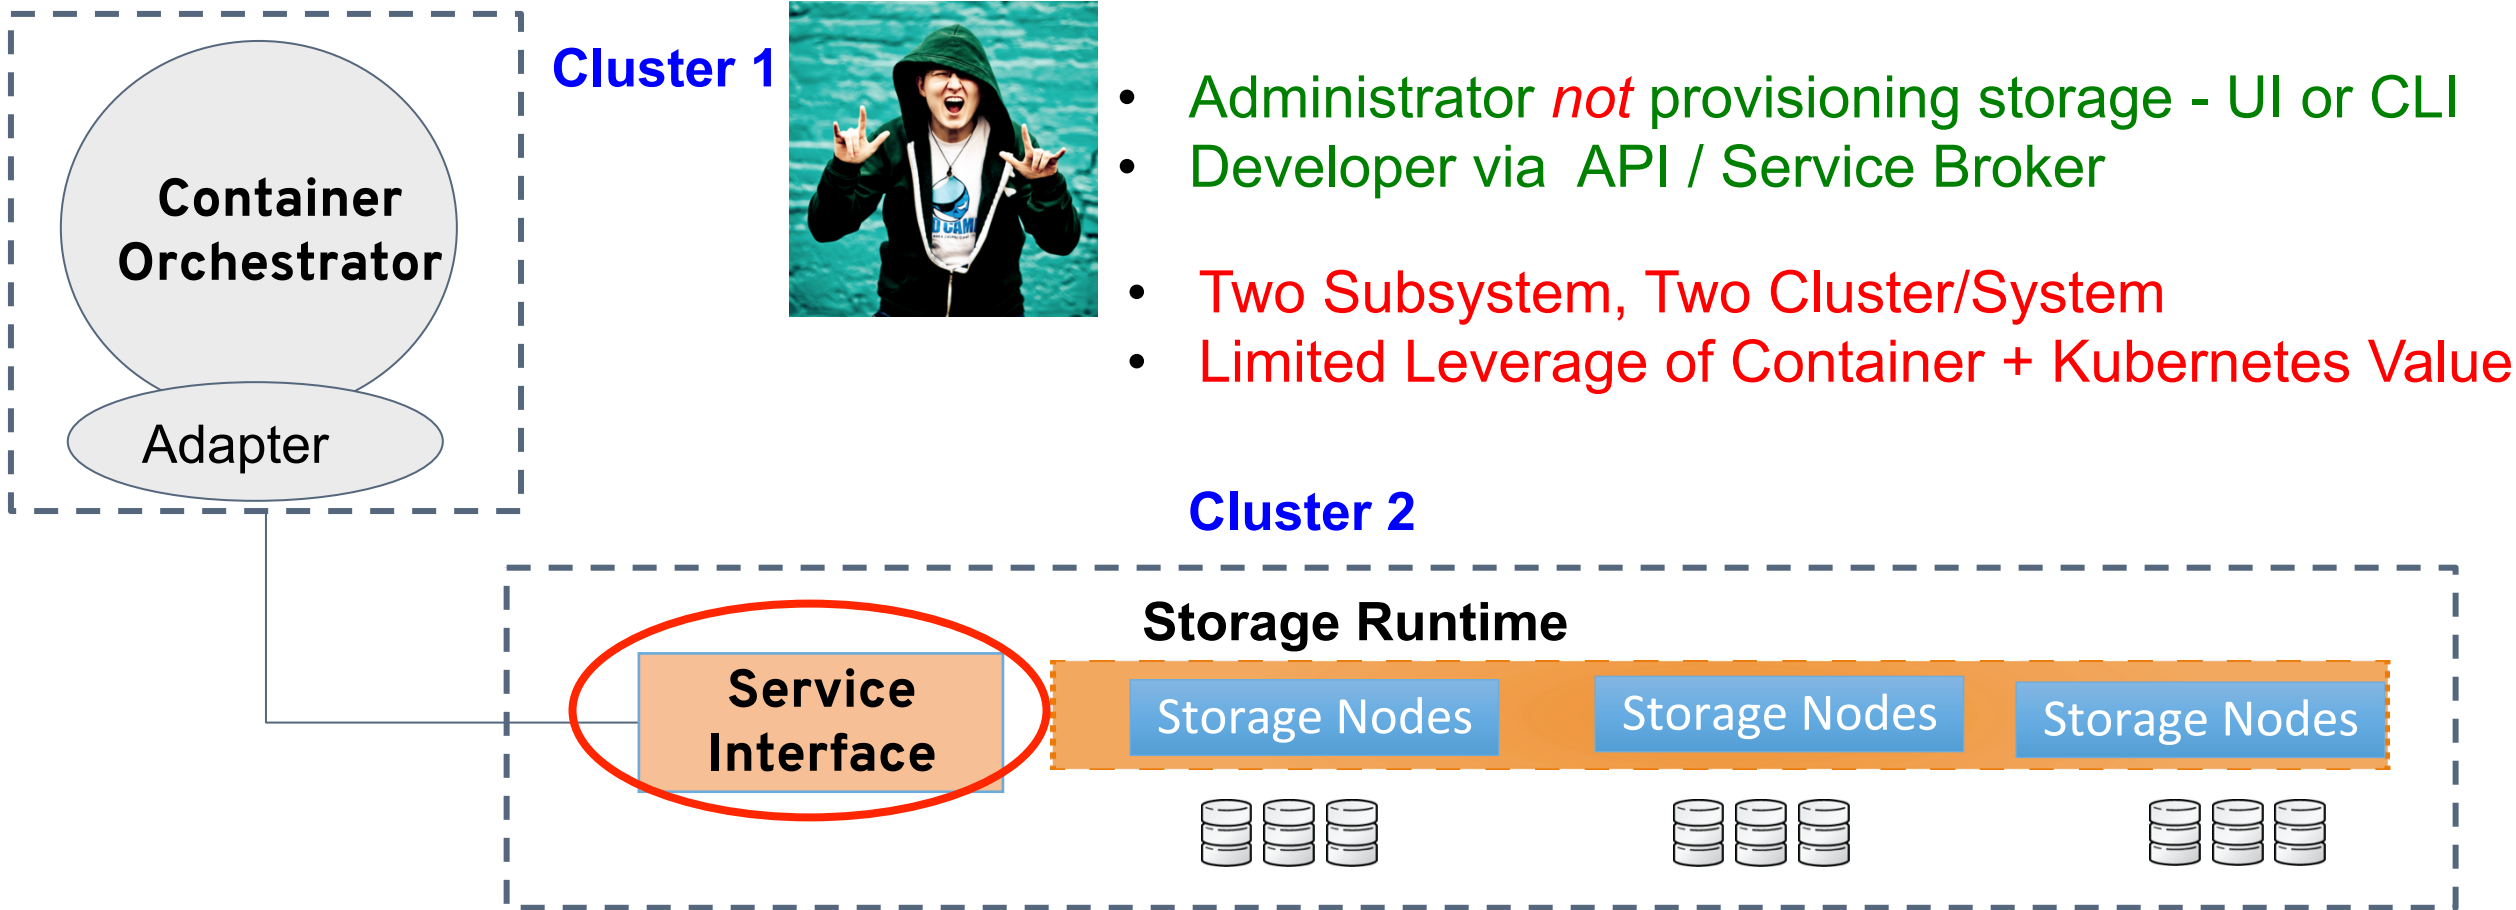 Cluster 1
Container
Orchestrator
Adapter
• Administrator not provisioning storage - UI or CLI
• Developer via API / Service Broker
• Two Subsystem, Two Cluster/System
• Limited Leverage of Container + Kubernetes Value
Cluster 2
Storage Runtime
Service
Interface
Storage Nodes
Storage Nodes
Storage Nodes